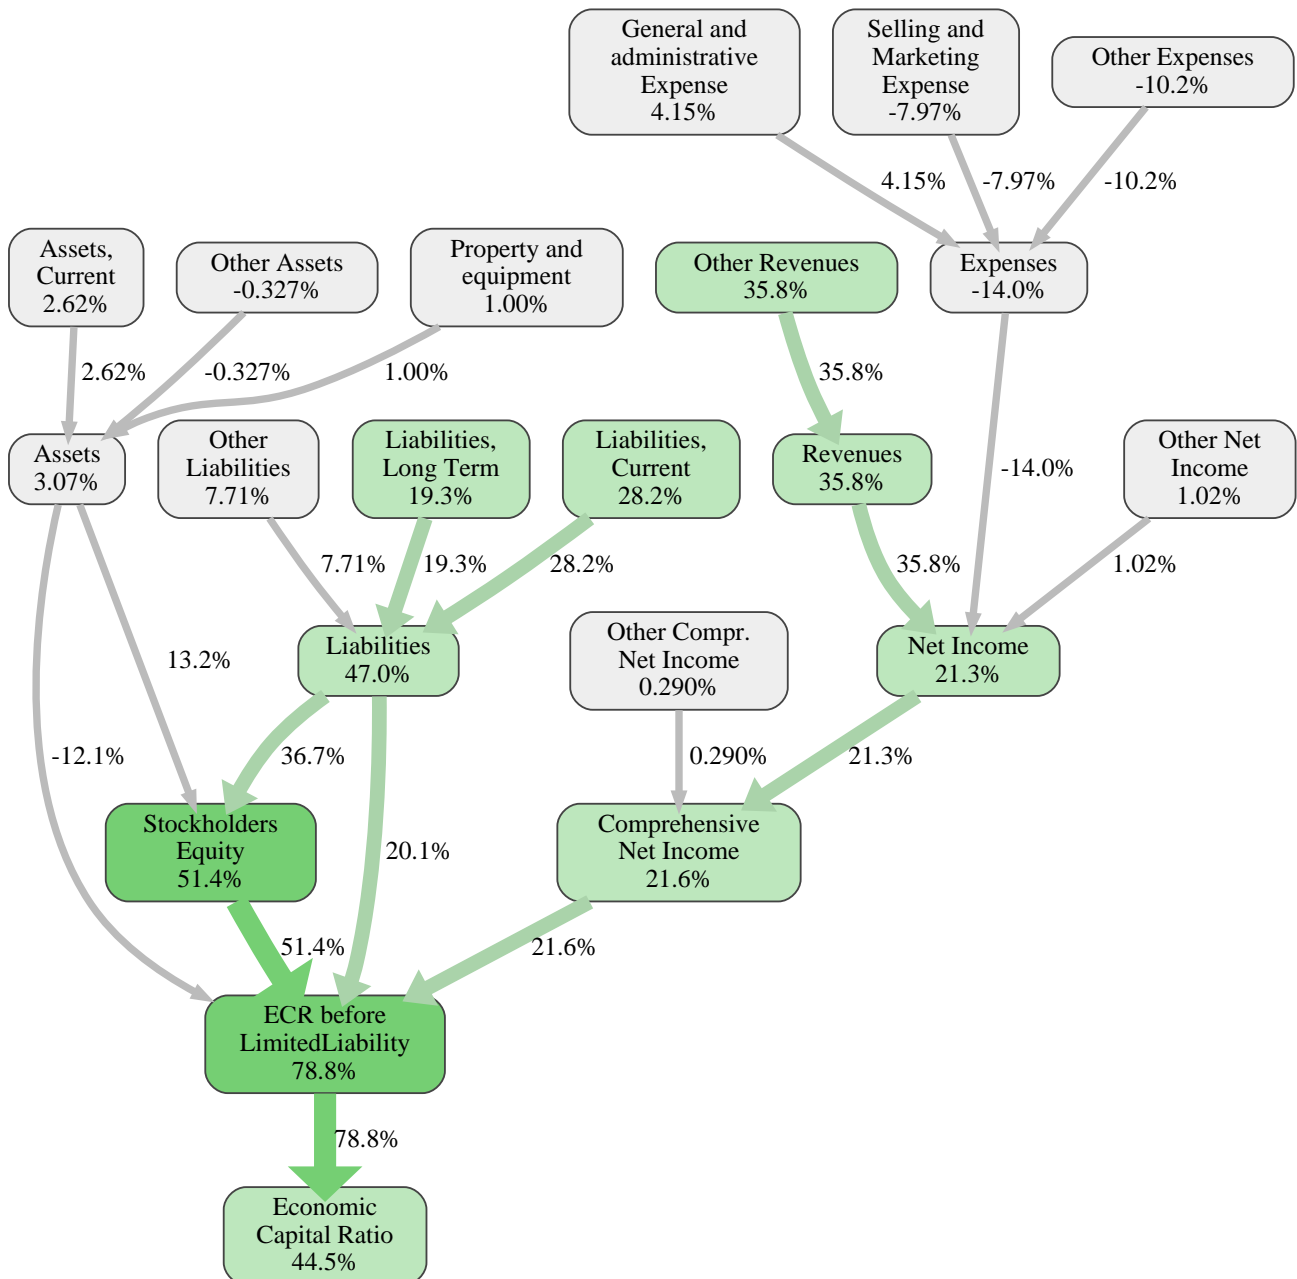 General and
administrative
Expense
4.15%
Selling and
Marketing
Expense
-7.97%
Other Expenses
-10.2%
4.15%
-7.97%
-10.2%
Assets,
Current
2.62%
Other Assets
-0.327%
Property and
equipment
1.00%
Other Revenues
35.8%
Expenses
-14.0%
2.62%
-0.327%
1.00%
35.8%
Assets
3.07%
Other
Liabilities
7.71%
Liabilities,
Long Term
19.3%
Liabilities,
Current
28.2%
Revenues
35.8%
-14.0%
Other Net
Income
1.02%
7.71%
19.3%
28.2%
35.8%
1.02%
13.2%
Liabilities
47.0%
Other Compr.
Net Income
0.290%
Net Income
21.3%
-12.1%
36.7%
0.290%
21.3%
Stockholders
Equity
51.4%
20.1%
Comprehensive
Net Income
21.6%
51.4%
21.6%
ECR before
LimitedLiability
78.8%
78.8%
Economic
Capital Ratio
44.5%